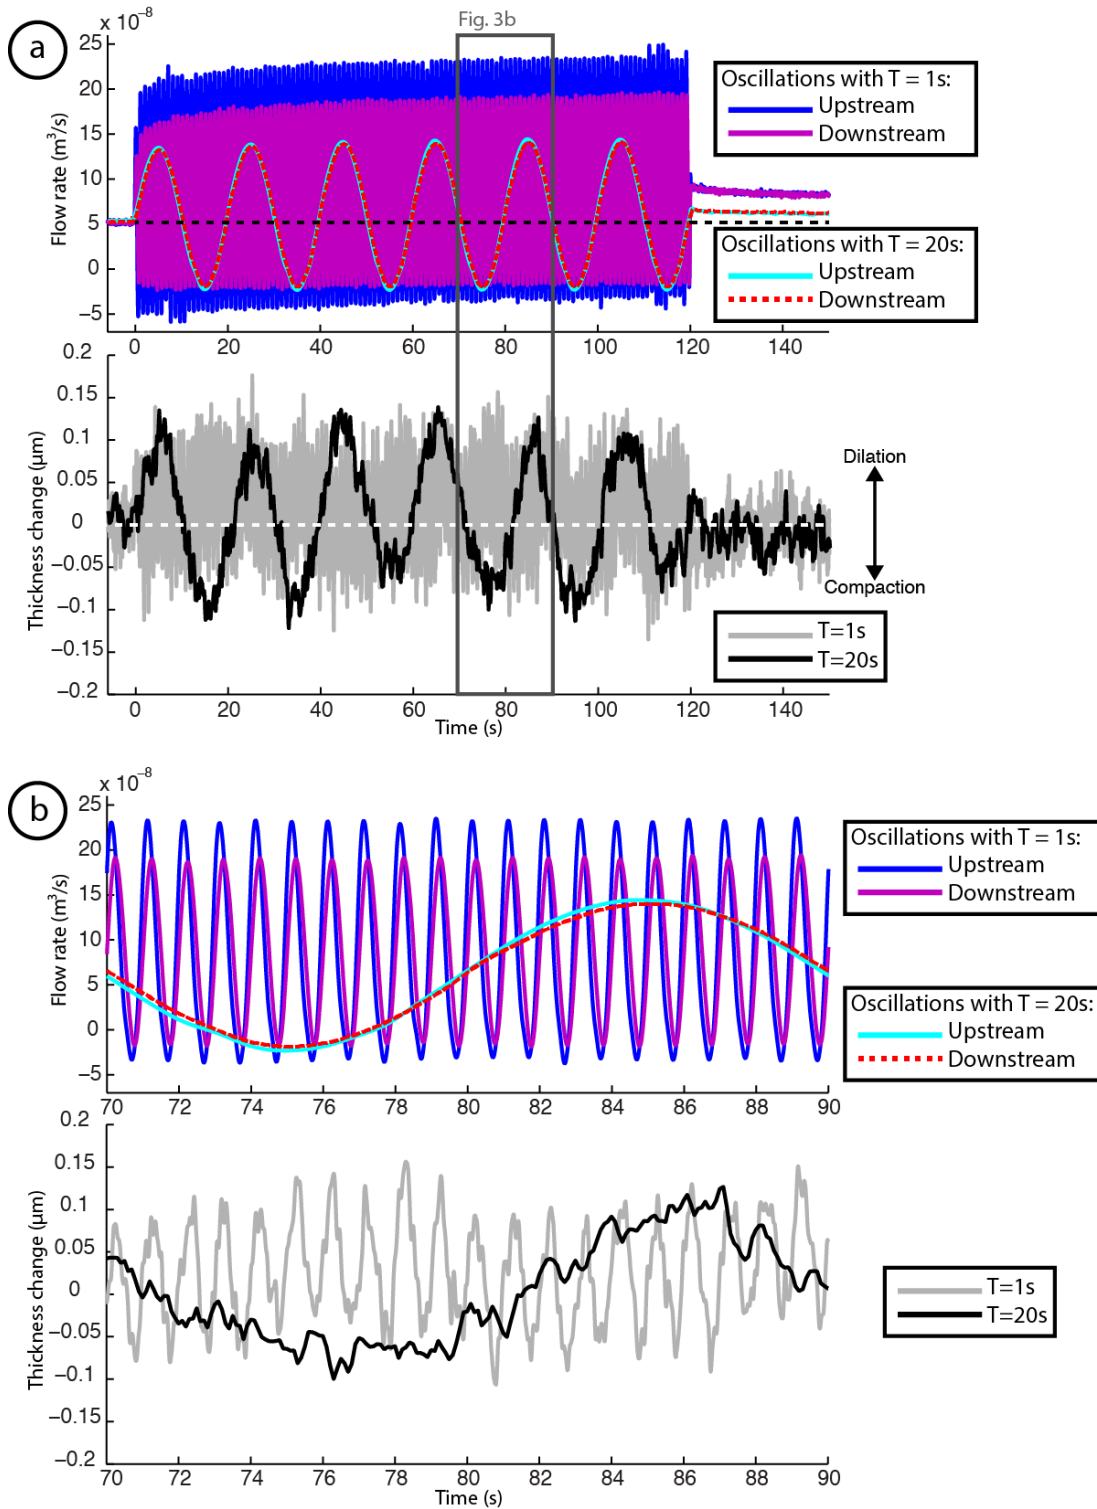 a
x 10⁻⁸
Fig. 3b
25
20
15
10
5
0
−5
Flow rate (m³/s)
0 20 40 60 80 100 120 140
Oscillations with T = 1s:
Upstream
Downstream
Oscillations with T = 20s:
Upstream
Downstream
0.2
0.15
0.1
0.05
0
−0.05
−0.1
−0.15
−0.2
Thickness change (μm)
0 20 40 60 80 100 120 140
Time (s)
Dilation
Compaction
T=1s
T=20s
b
x 10⁻⁸
25
20
15
10
5
0
−5
Flow rate (m³/s)
70 72 74 76 78 80 82 84 86 88 90
Oscillations with T = 1s:
Upstream
Downstream
Oscillations with T = 20s:
Upstream
Downstream
0.2
0.15
0.1
0.05
0
−0.05
−0.1
−0.15
−0.2
Thickness change (μm)
70 72 74 76 78 80 82 84 86 88 90
Time (s)
T=1s
T=20s